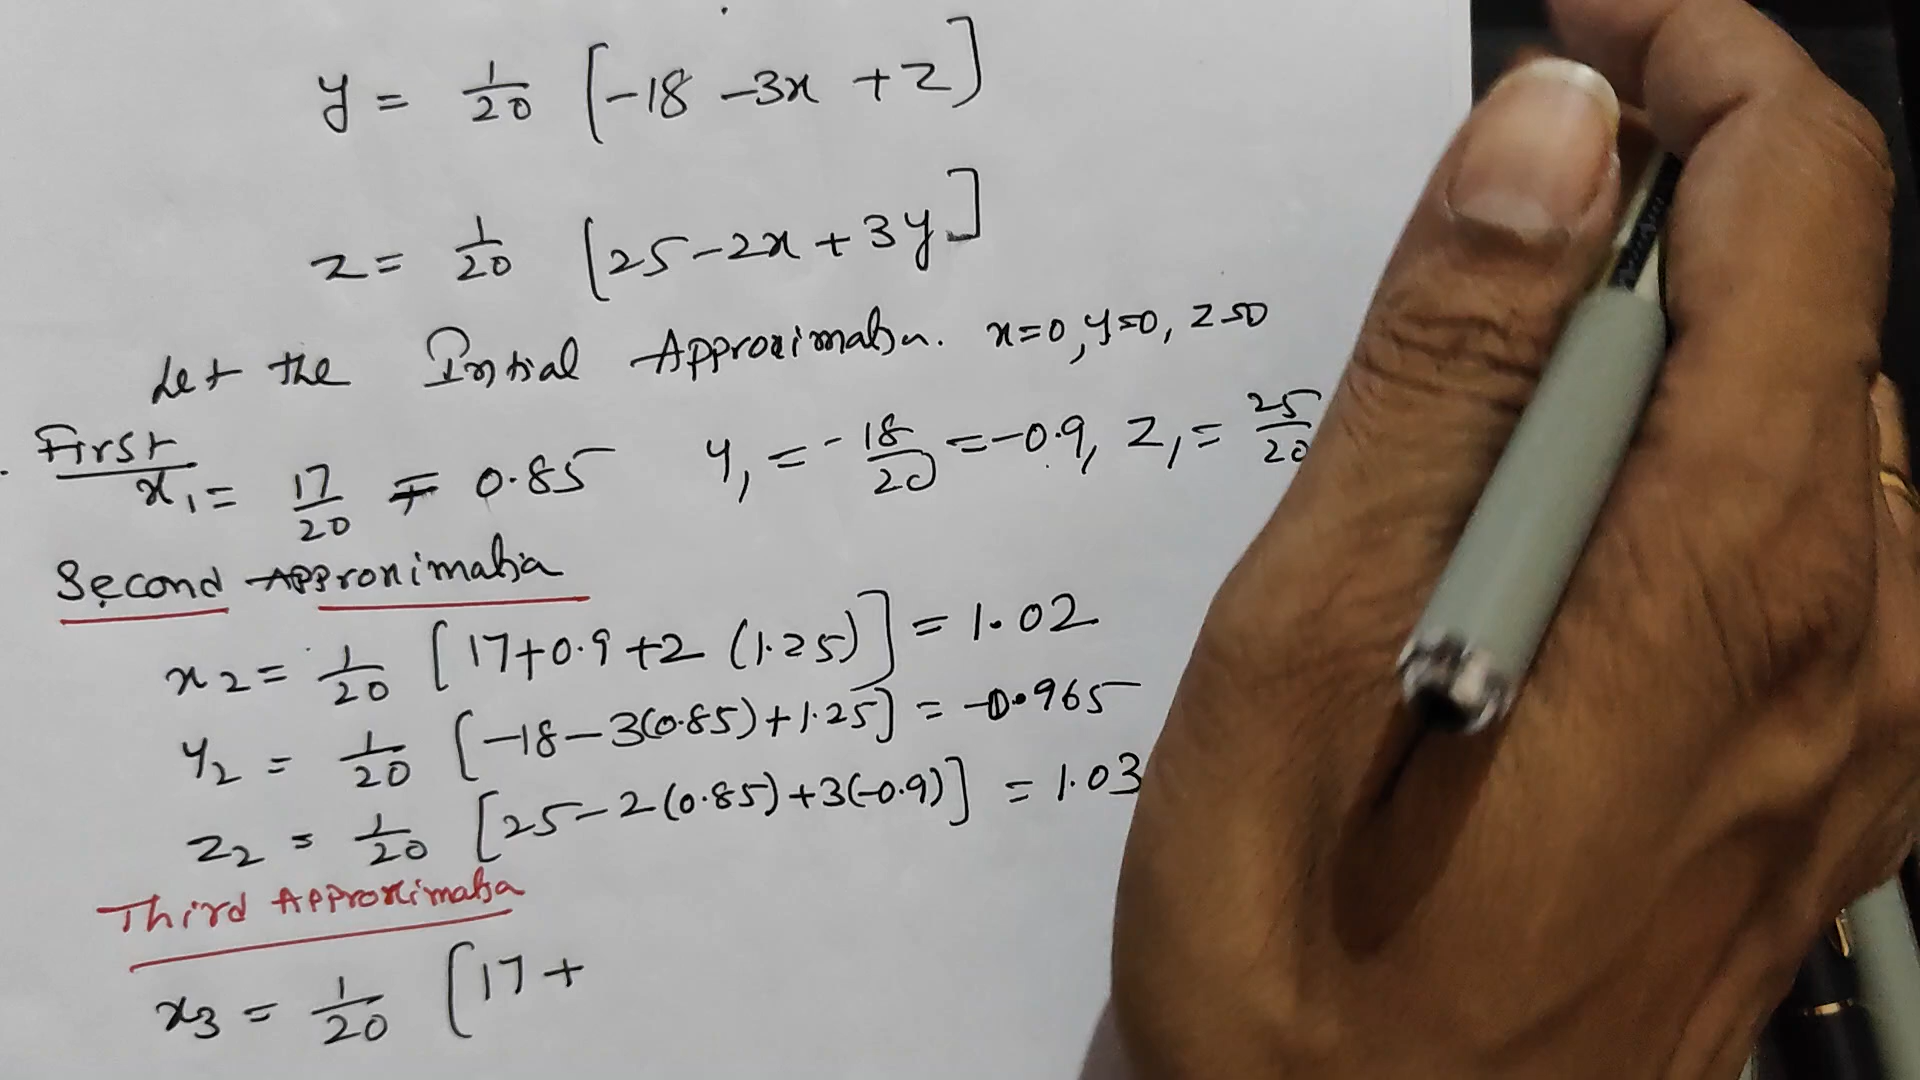 y = 1/20 [-18 -3x +z]
z = 1/20 [25-2x+3y]
Let the Initial Approximation. x=0, y=0, z=0
First
x₁ = 17/20 = 0.85 y₁ = -18/20 = -0.9, z₁ = 25/20
Second Approximation
x₂ = 1/20 [17+0.9+2(1.25)] = 1.02
y₂ = 1/20 [-18-3(0.85)+1.25] = -0.965
z₂ = 1/20 [25-2(0.85)+3(-0.9)] = 1.03
Third Approximation
x₃ = 1/20 [17+